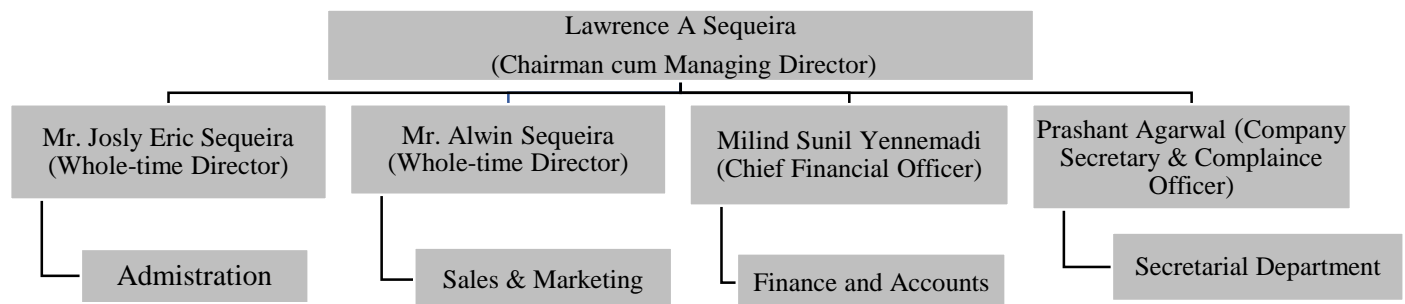 Lawrence A Sequeira
(Chairman cum Managing Director)
Mr. Josly Eric Sequeira
(Whole-time Director)
Mr. Alwin Sequeira
(Whole-time Director)
Milind Sunil Yennemadi
(Chief Financial Officer)
Prashant Agarwal (Company
Secretary & Complaince
Officer)
Admistration
Sales & Marketing
Finance and Accounts
Secretarial Department